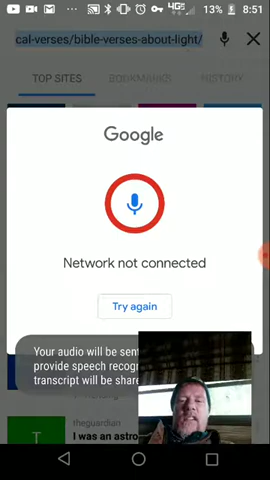 4G 13% 8:51
cal-verses/bible-verses-about-light/
TOP SITES BOOKMARKS HISTORY
Google
Network not connected
Try again
Your audio will be sent
provide speech recogn
transcript will be share
theguardian
T I was an astro